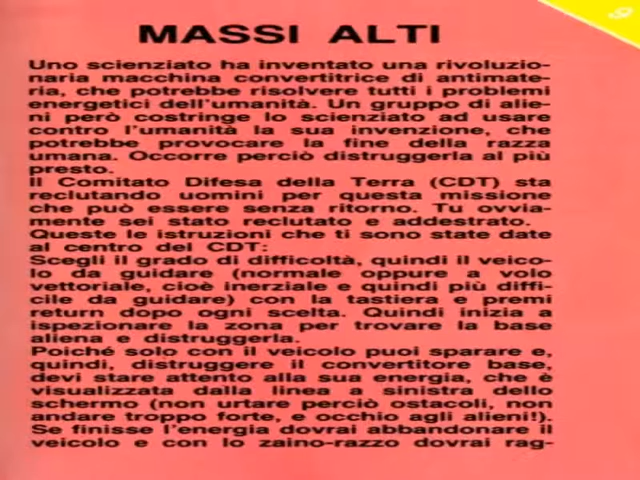 MASSI ALTI
Uno scienziato ha inventato una rivoluzio-
naria macchina convertitrice di antimate-
ria, che potrebbe risolvere tutti i problemi
energetici dell'umanità. Un gruppo di alie-
ni però costringe lo scienziato ad usare
contro l'umanità la sua invenzione, che
potrebbe provocare la fine della razza
umana. Occorre perciò distruggerla al più
presto.
Il Comitato Difesa della Terra (CDT) sta
reclutando uomini per questa missione
che può essere senza ritorno. Tu ovvia-
mente sei stato reclutato e addestrato.
Queste le istruzioni che ti sono state date
al centro del CDT:
Scegli il grado di difficoltà, quindi il veico-
lo da guidare (normale oppure a volo
vettoriale, cioè inerziale e quindi più diffi-
cile da guidare) con la tastiera e premi
return dopo ogni scelta. Quindi inizia a
ispezionare la zona per trovare la base
aliena e distruggerla.
Poiché solo con il veicolo puoi sparare e,
quindi, distruggere il convertitore base,
devi stare attento alla sua energia, che è
visualizzata dalla linea a sinistra dello
schermo (non urtare perciò ostacoli, non
andare troppo forte, e occhio agli alieni!).
Se finisse l'energia dovrai abbandonare il
veicolo e con lo zaino-razzo dovrai rag-